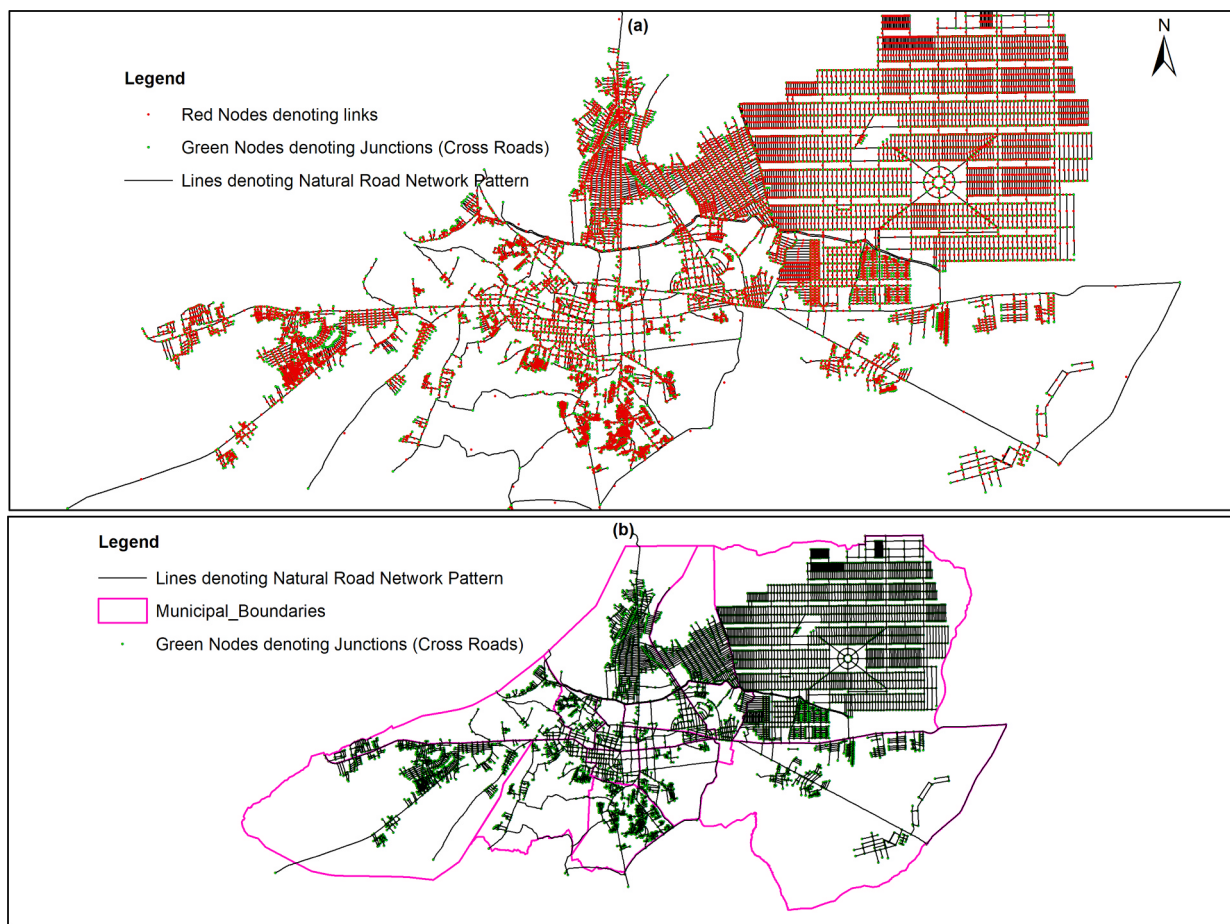 (a)
N
Legend
Red Nodes denoting links
Green Nodes denoting Junctions (Cross Roads)
Lines denoting Natural Road Network Pattern
(b)
Legend
Lines denoting Natural Road Network Pattern
Municipal_Boundaries
Green Nodes denoting Junctions (Cross Roads)